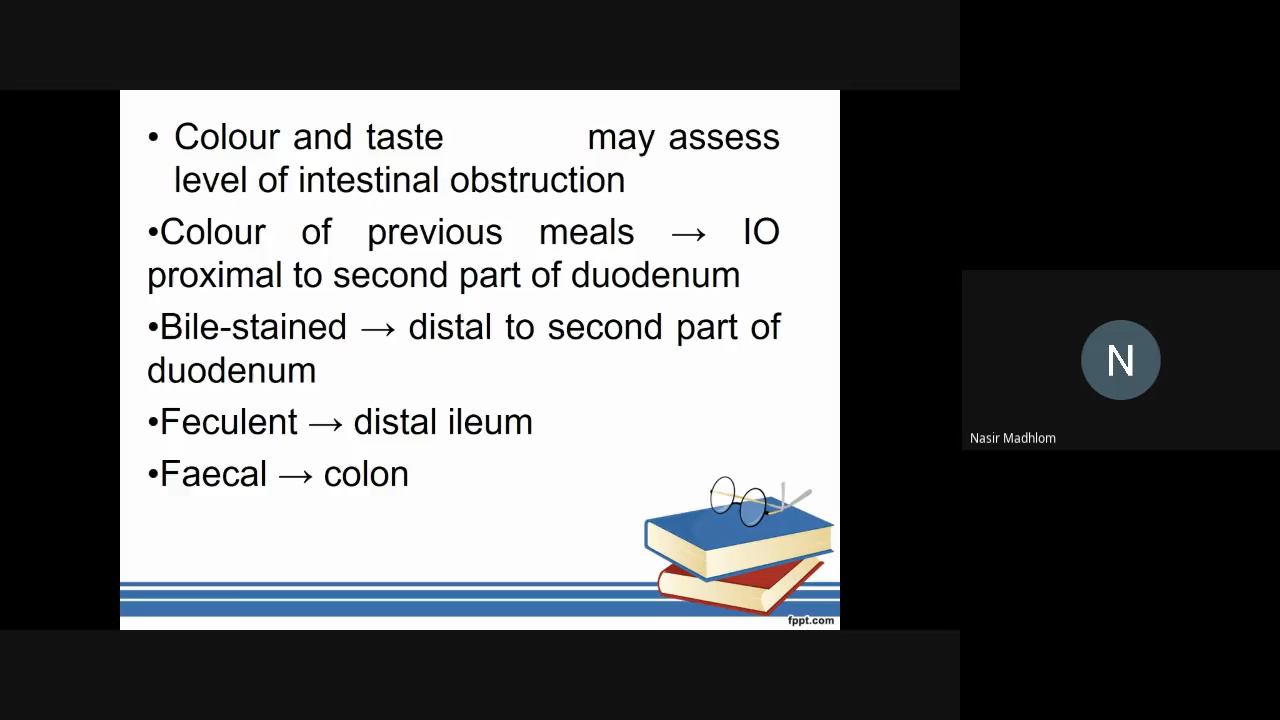 • Colour and taste may assess
level of intestinal obstruction
•Colour of previous meals → IO
proximal to second part of duodenum
•Bile-stained → distal to second part of
duodenum
•Feculent → distal ileum
•Faecal → colon
fppt.com
N
Nasir Madhlom